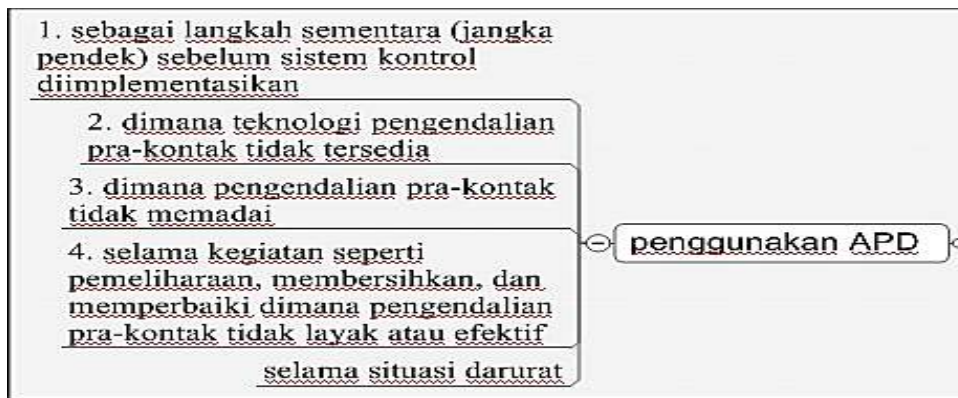 1. sebagai langkah sementara (jangka
pendek) sebelum sistem kontrol
diimplementasikan
2. dimana teknologi pengendalian
pra-kontak tidak tersedia
3. dimana pengendalian pra-kontak
tidak memadai
4. selama kegiatan seperti
pemeliharaan, membersihkan, dan
memperbaiki dimana pengendalian
pra-kontak tidak layak atau efektif
selama situasi darurat
penggunakan APD